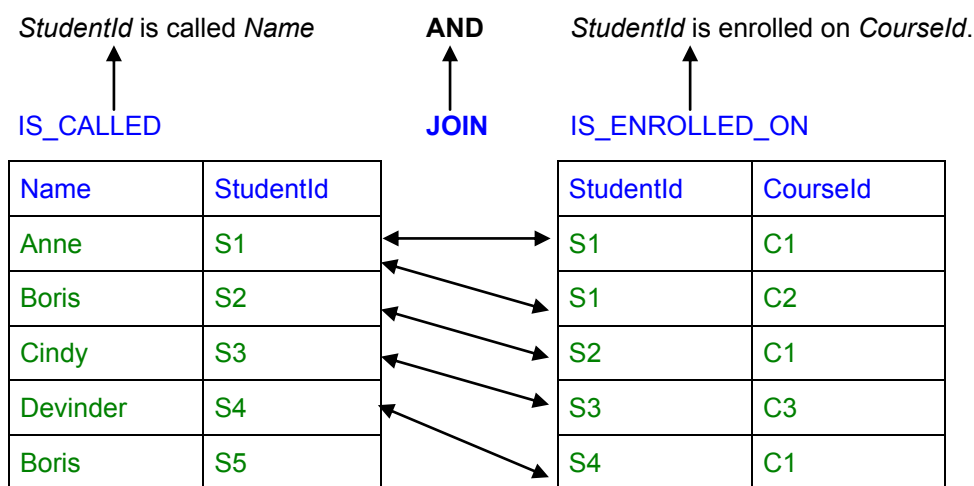 StudentId is called Name AND StudentId is enrolled on CourseId.
IS_CALLED JOIN IS_ENROLLED_ON
Name StudentId StudentId CourseId
Anne S1 S1 C1
Boris S2 S1 C2
Cindy S3 S2 C1
Devinder S4 S3 C3
Boris S5 S4 C1